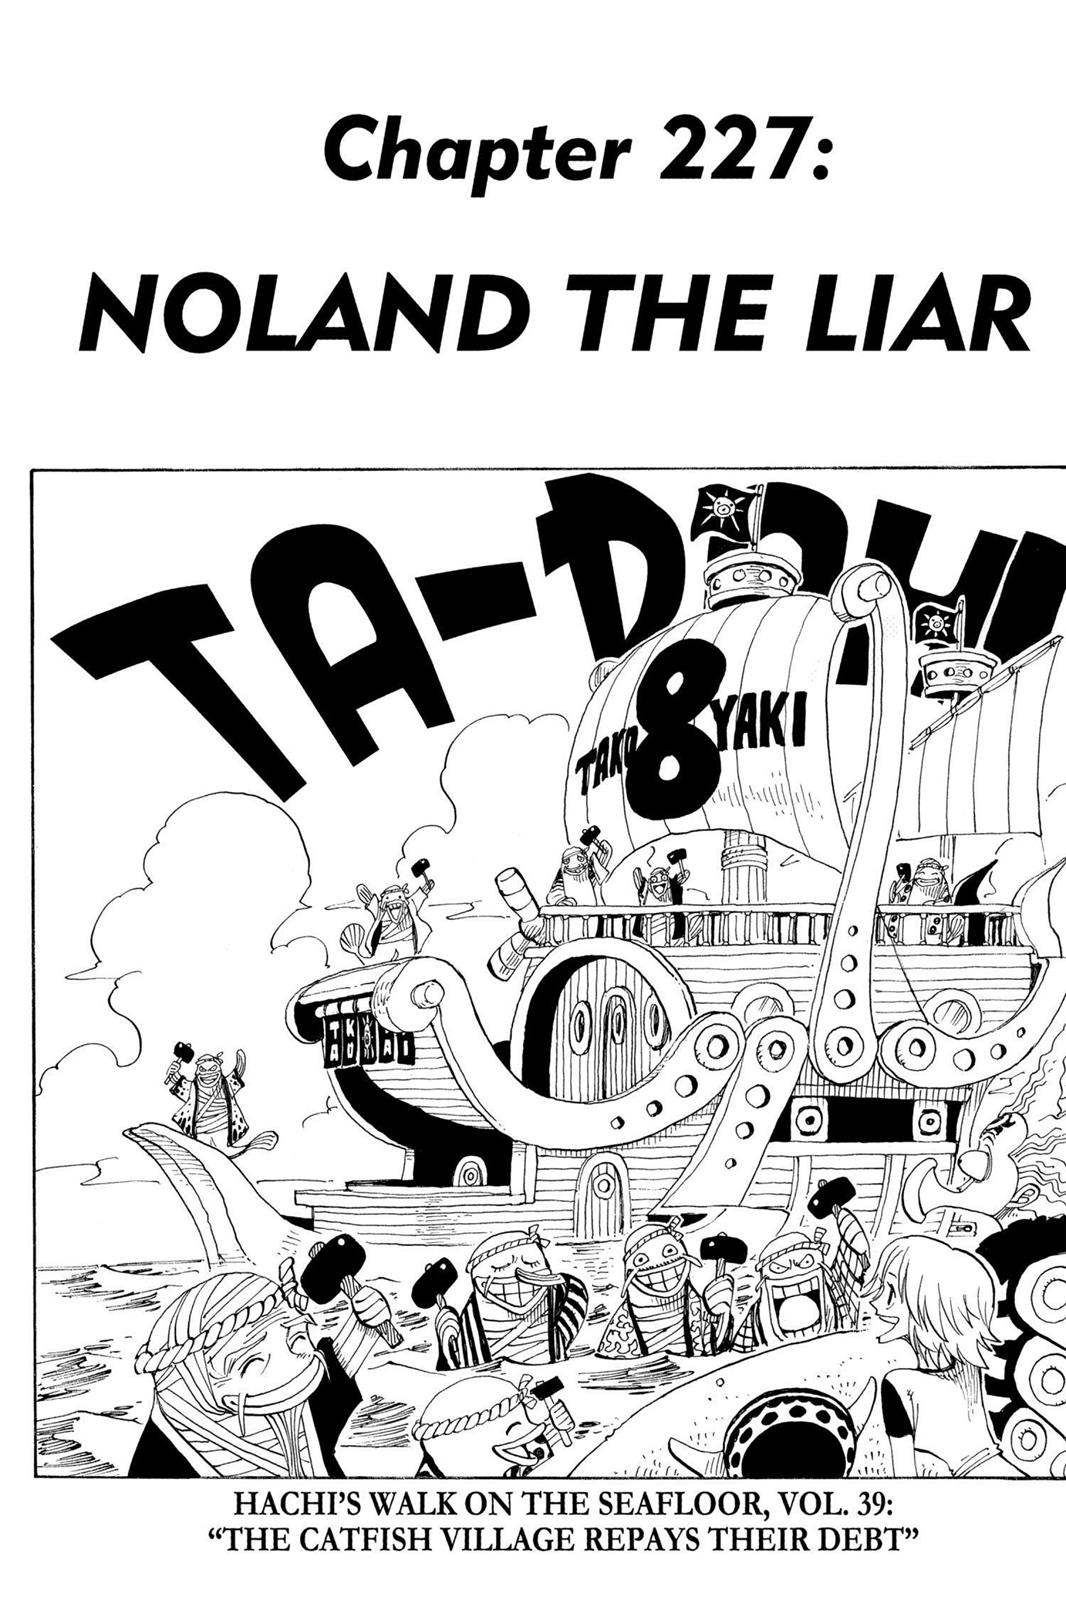 Chapter 227:
NOLAND THE LIAR
TA-DAH!
TAKO 8 YAKI
HACHI'S WALK ON THE SEAFLOOR, VOL. 39:
"THE CATFISH VILLAGE REPAYS THEIR DEBT"